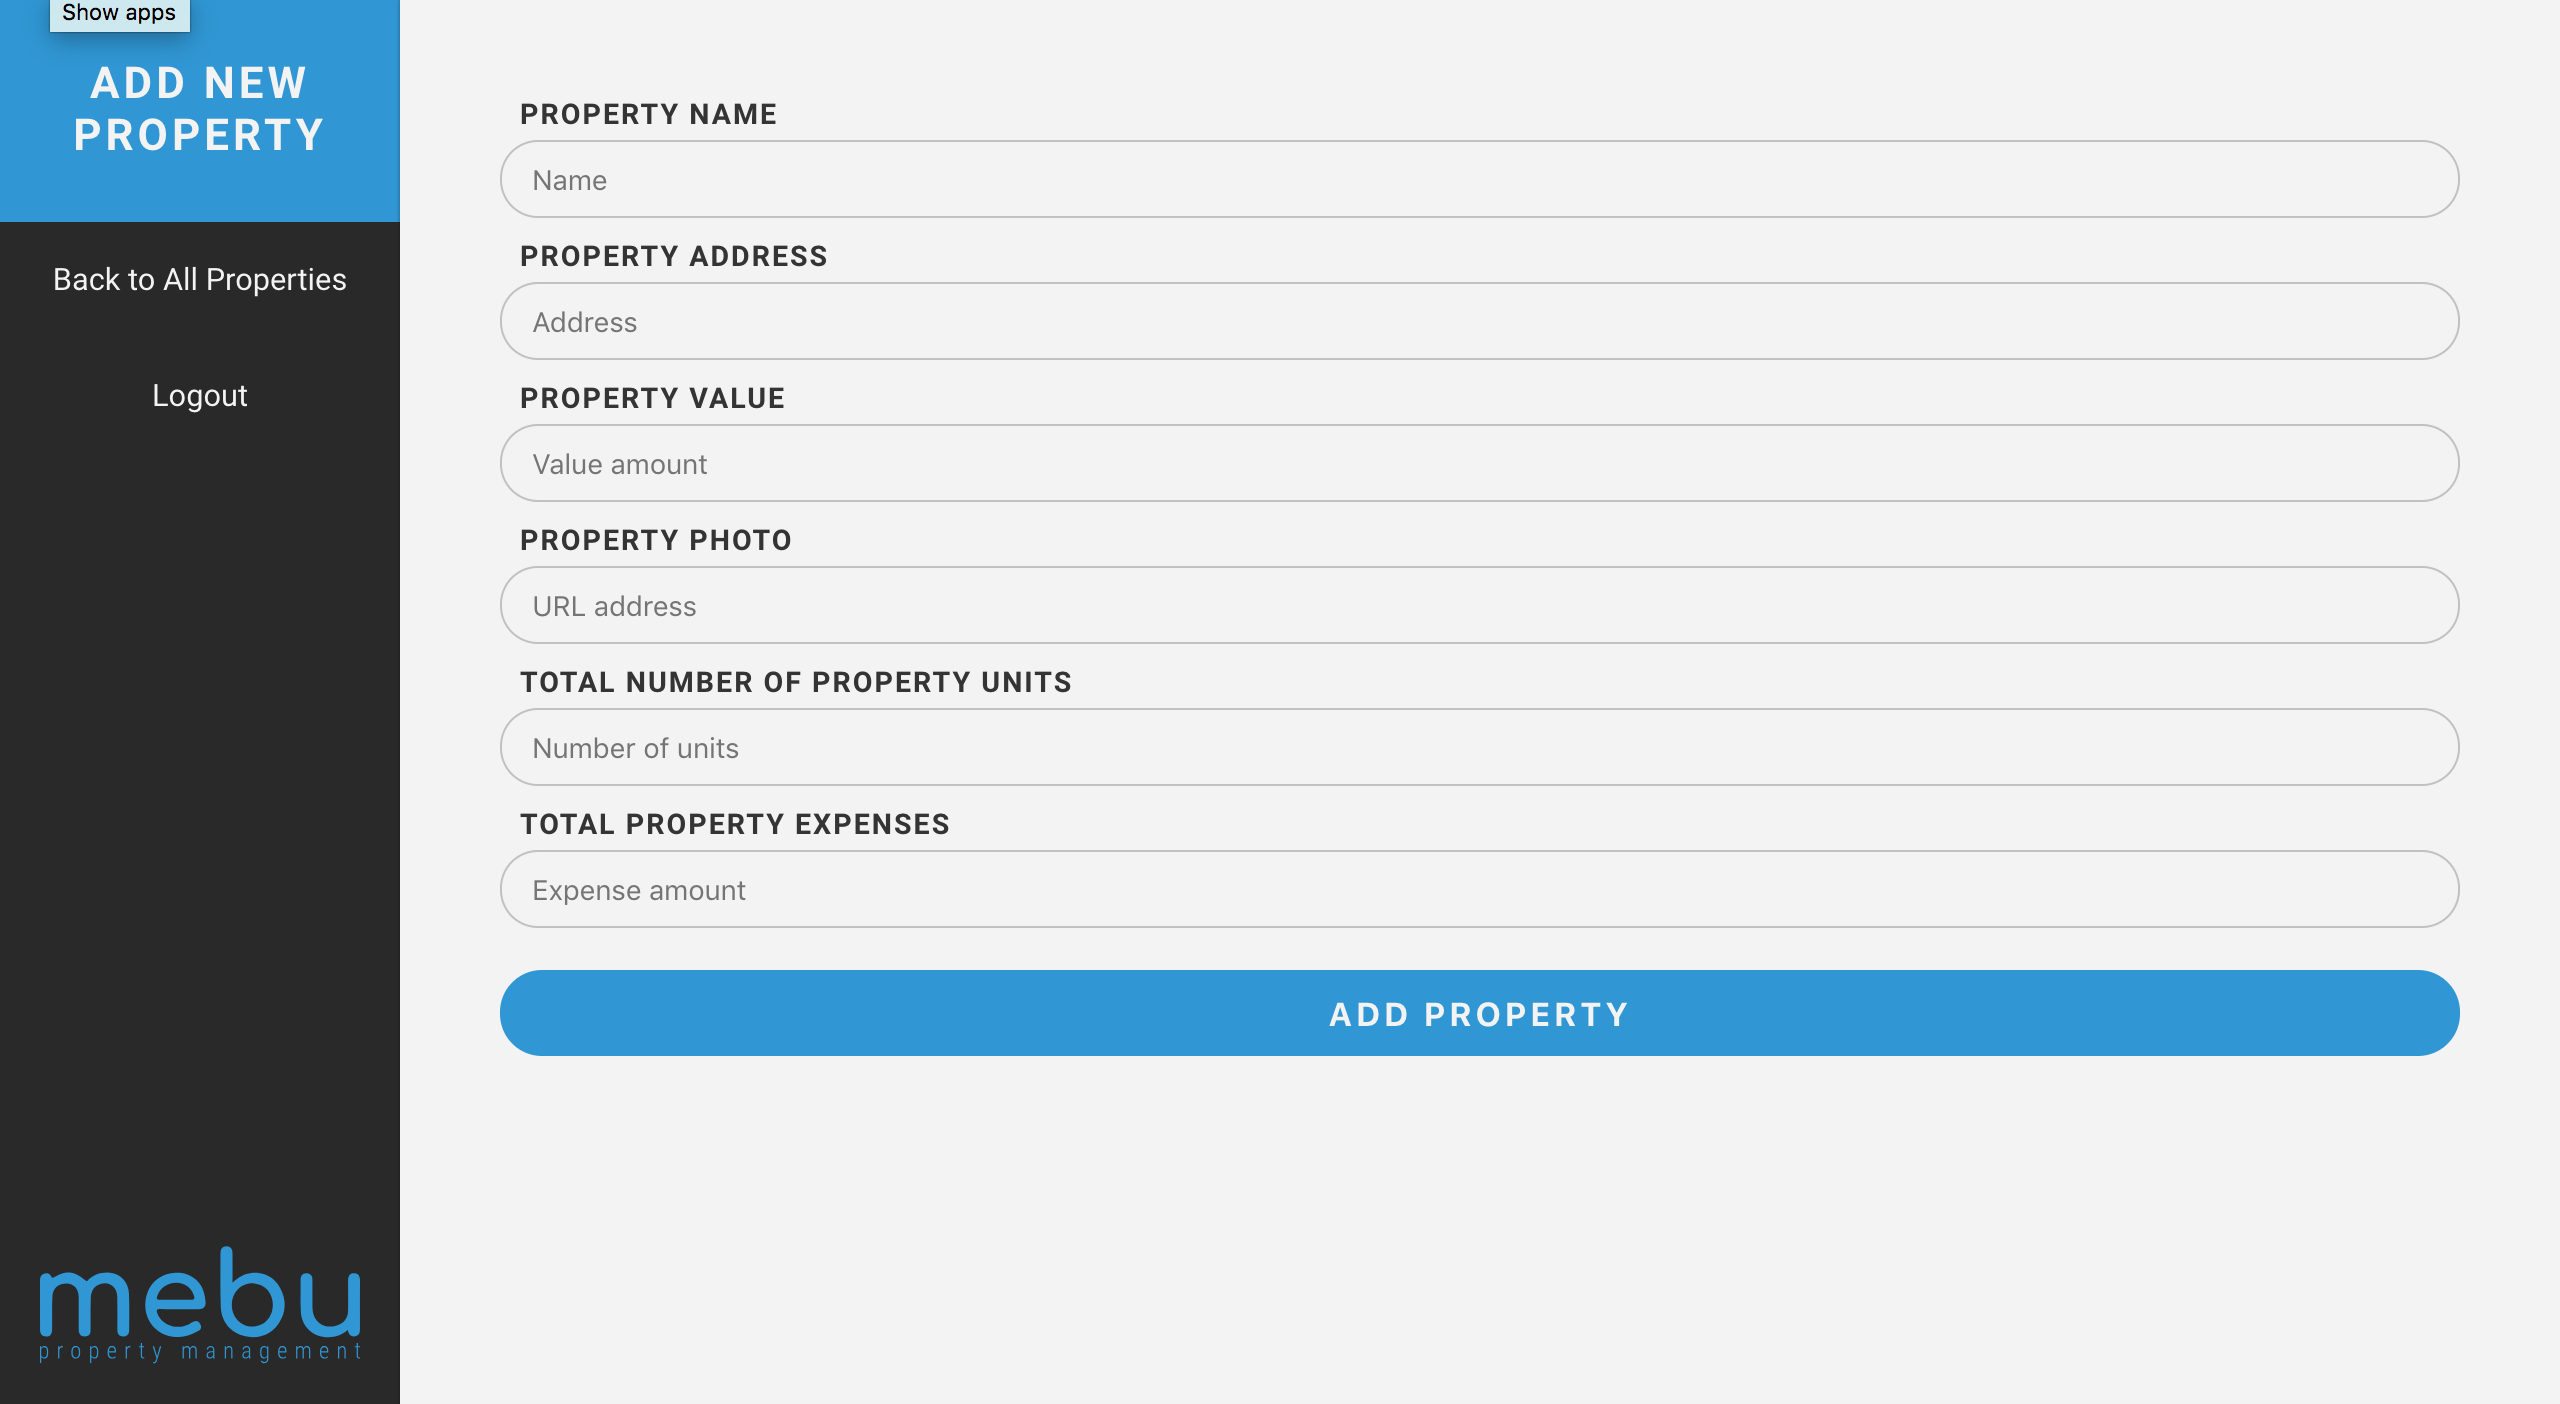 Show apps
ADD NEW
PROPERTY
Back to All Properties
Logout
mebu
property management
PROPERTY NAME
Name
PROPERTY ADDRESS
Address
PROPERTY VALUE
Value amount
PROPERTY PHOTO
URL address
TOTAL NUMBER OF PROPERTY UNITS
Number of units
TOTAL PROPERTY EXPENSES
Expense amount
ADD PROPERTY